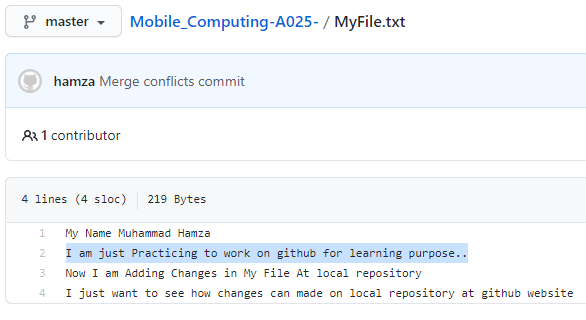 master
Mobile_Computing-A025- / MyFile.txt
hamza Merge conflicts commit
1 contributor
4 lines (4 sloc) 219 Bytes
1 My Name Muhammad Hamza
2 I am just Practicing to work on github for learning purpose..
3 Now I am Adding Changes in My File At local repository
4 I just want to see how changes can made on local repository at github website